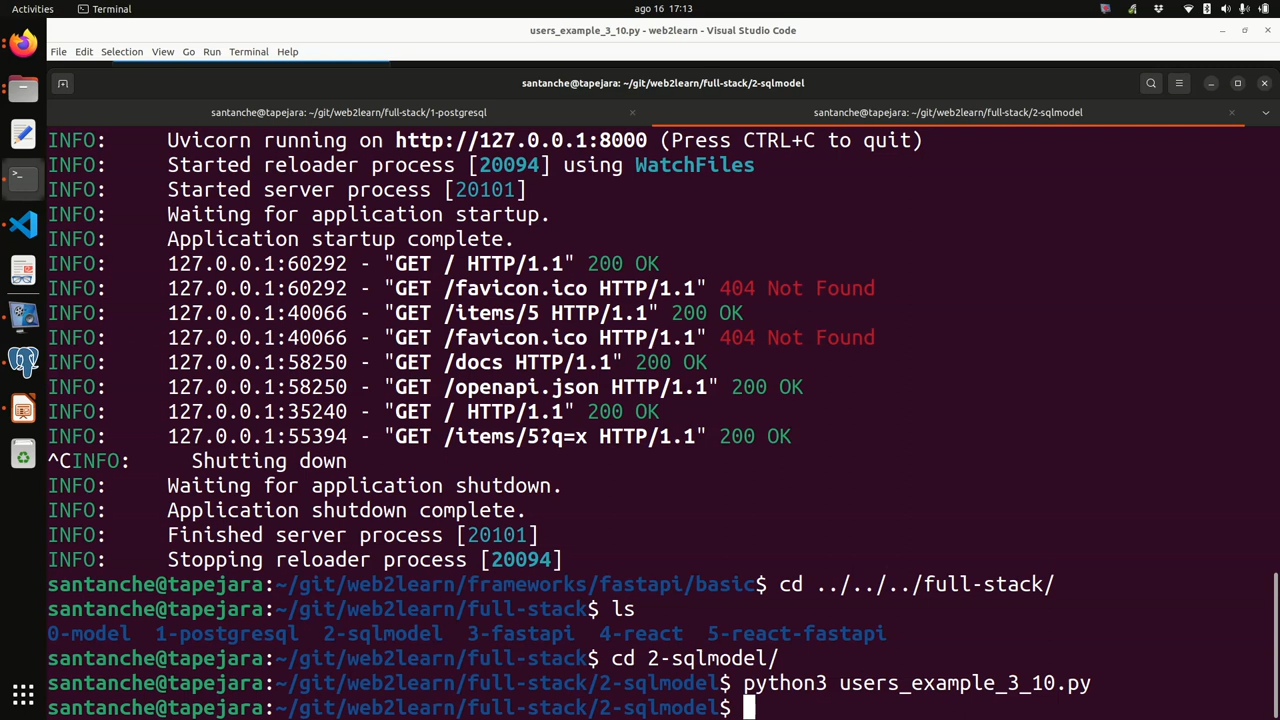 Activities
Terminal
ago 16 17:13
users_example_3_10.py - web2learn - Visual Studio Code
File Edit Selection View Go Run Terminal Help
santanche@tapejara: ~/git/web2learn/full-stack/2-sqlmodel
santanche@tapejara: ~/git/web2learn/full-stack/1-postgresql
santanche@tapejara: ~/git/web2learn/full-stack/2-sqlmodel
INFO: Uvicorn running on http://127.0.0.1:8000 (Press CTRL+C to quit)
INFO: Started reloader process [20094] using WatchFiles
INFO: Started server process [20101]
INFO: Waiting for application startup.
INFO: Application startup complete.
INFO: 127.0.0.1:60292 - "GET / HTTP/1.1" 200 OK
INFO: 127.0.0.1:60292 - "GET /favicon.ico HTTP/1.1" 404 Not Found
INFO: 127.0.0.1:40066 - "GET /items/5 HTTP/1.1" 200 OK
INFO: 127.0.0.1:40066 - "GET /favicon.ico HTTP/1.1" 404 Not Found
INFO: 127.0.0.1:58250 - "GET /docs HTTP/1.1" 200 OK
INFO: 127.0.0.1:58250 - "GET /openapi.json HTTP/1.1" 200 OK
INFO: 127.0.0.1:35240 - "GET / HTTP/1.1" 200 OK
INFO: 127.0.0.1:55394 - "GET /items/5?q=x HTTP/1.1" 200 OK
^CINFO: Shutting down
INFO: Waiting for application shutdown.
INFO: Application shutdown complete.
INFO: Finished server process [20101]
INFO: Stopping reloader process [20094]
santanche@tapejara:~/git/web2learn/frameworks/fastapi/basic$ cd ../../../full-stack/
santanche@tapejara:~/git/web2learn/full-stack$ ls
0-model 1-postgresql 2-sqlmodel 3-fastapi 4-react 5-react-fastapi
santanche@tapejara:~/git/web2learn/full-stack$ cd 2-sqlmodel/
santanche@tapejara:~/git/web2learn/full-stack/2-sqlmodel$ python3 users_example_3_10.py
santanche@tapejara:~/git/web2learn/full-stack/2-sqlmodel$